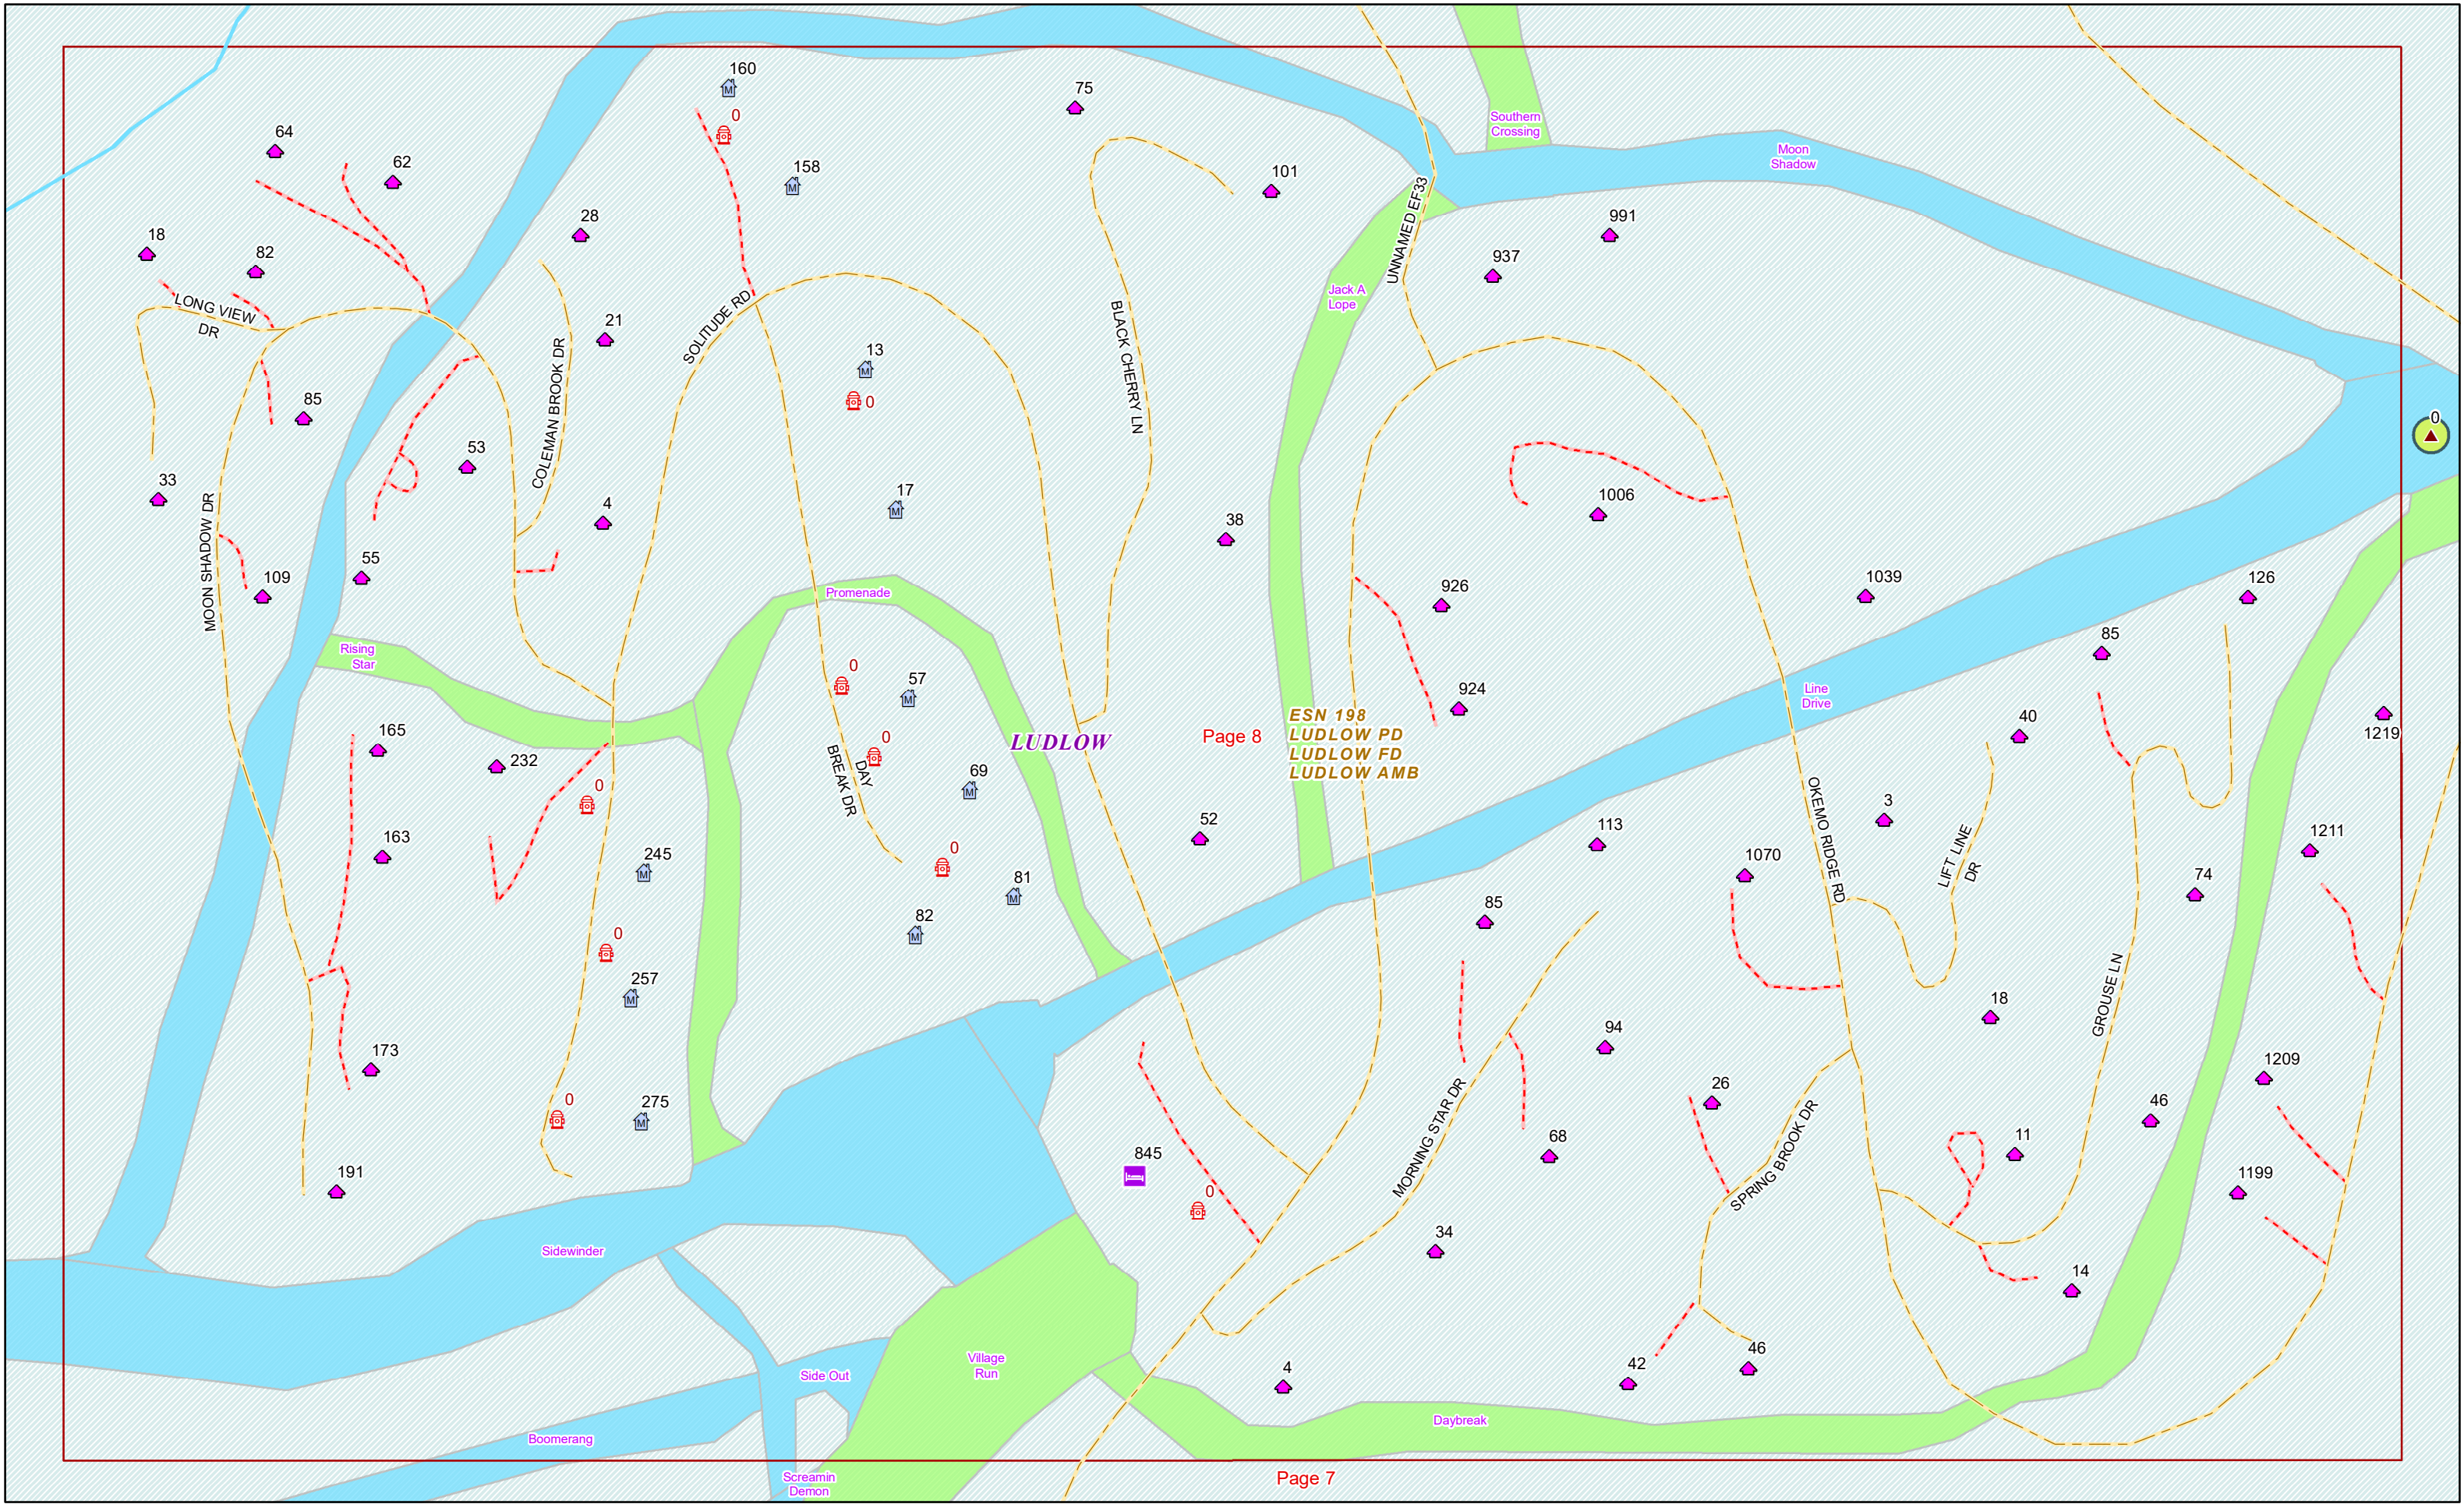 160
0
75
Southern
Crossing
64
62
158
101
Moon
Shadow
18
82
28
UNNAMED EF33
991
937
LONG VIEW
DR
21
SOLITUDE RD
13
0
BLACK CHERRY LN
Jack A
Lope
85
53
COLEMAN BROOK DR
0
33
4
17
1006
38
MOON SHADOW DR
109
55
Promenade
926
1039
126
85
Rising
Star
0
57
924
Line
Drive
40
1219
165
232
0
0
DAY
BREAK DR
LUDLOW
Page 8
ESN 198
LUDLOW PD
LUDLOW FD
LUDLOW AMB
69
OKEMO RIDGE RD
3
LIFT LINE
DR
163
245
0
52
113
1211
81
82
85
1070
74
0
257
18
GROUSE LN
94
173
0
275
MORNING STAR DR
26
SPRING BROOK DR
1209
46
191
845
0
68
11
1199
Sidewinder
34
14
Side Out
Village
Run
4
42
46
Boomerang
Daybreak
Screamin
Demon
Page 7